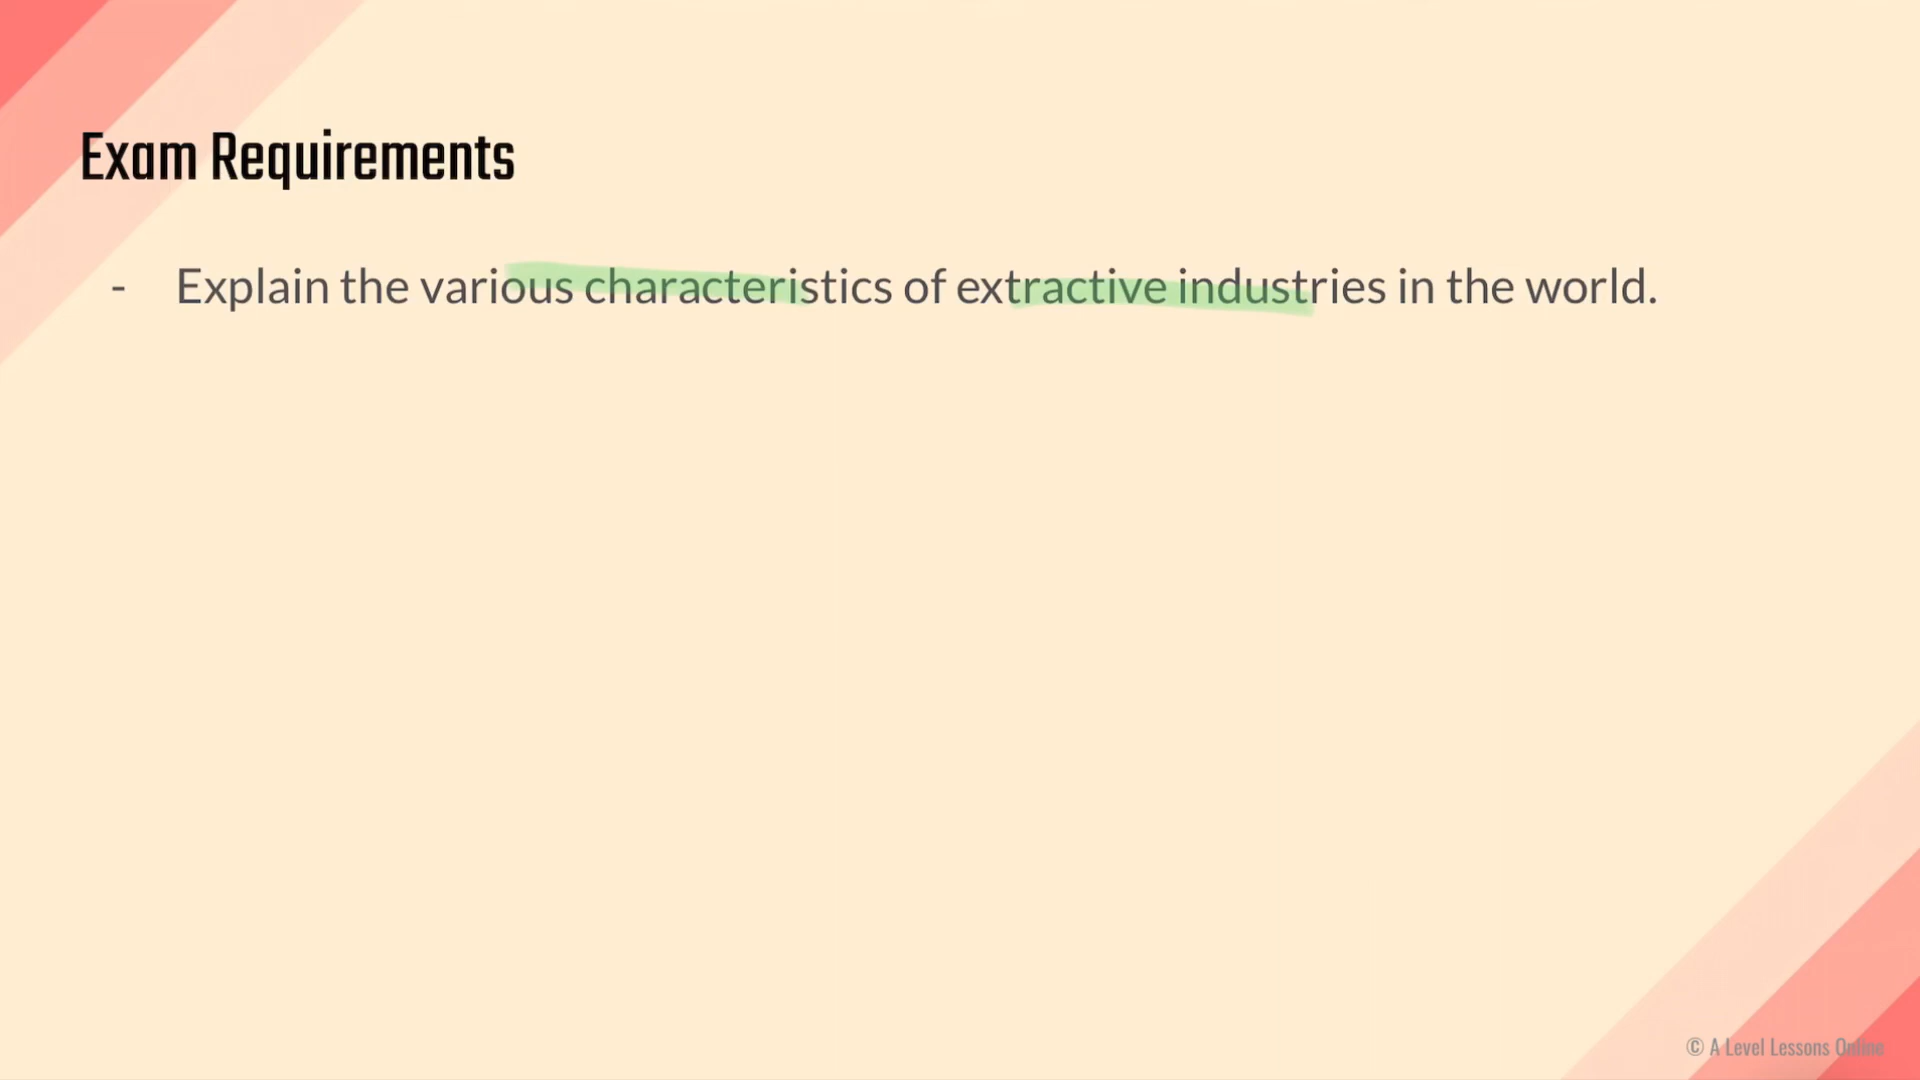 Exam Requirements
- Explain the various characteristics of extractive industries in the world.
© A Level Lessons Online